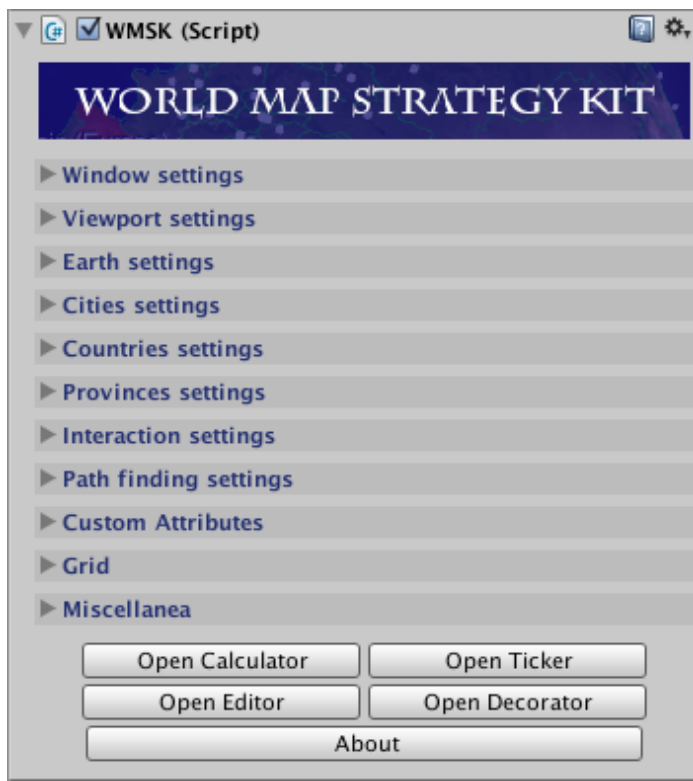 WMSK (Script)
WORLD MAP STRATEGY KIT
Window settings
Viewport settings
Earth settings
Cities settings
Countries settings
Provinces settings
Interaction settings
Path finding settings
Custom Attributes
Grid
Miscellanea
Open Calculator Open Ticker
Open Editor Open Decorator
About